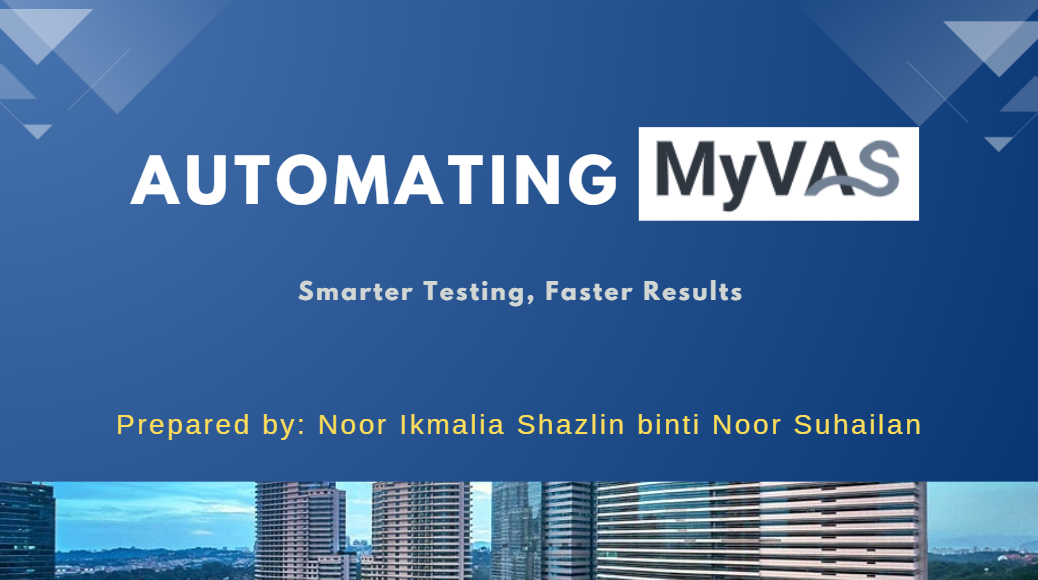 AUTOMATING MyVAS
Smarter Testing, Faster Results
Prepared by: Noor Ikmalia Shazlin binti Noor Suhailan